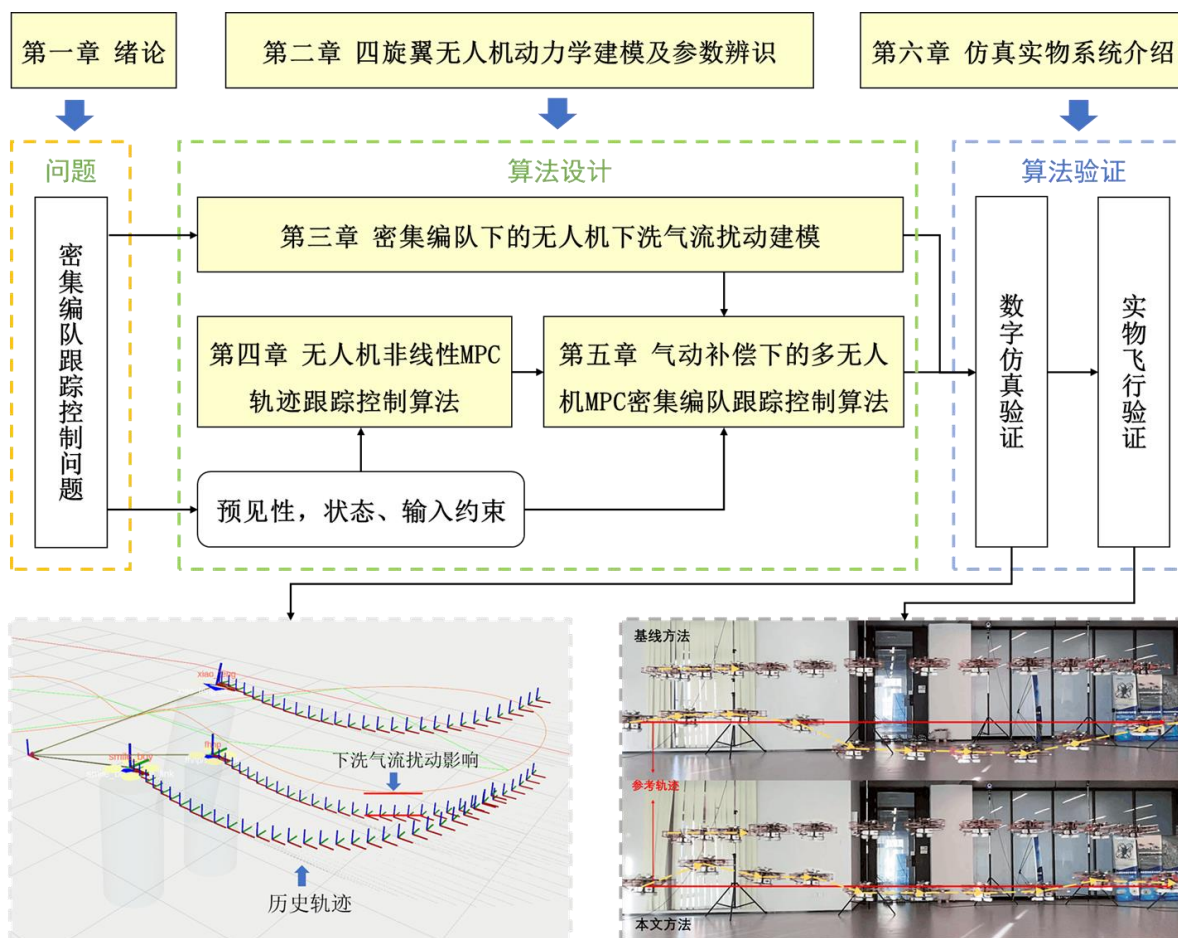 第一章 绪论
第二章 四旋翼无人机动力学建模及参数辨识
第六章 仿真实物系统介绍
问题
算法设计
算法验证
密集编队跟踪控制问题
第三章 密集编队下的无人机下洗气流扰动建模
第四章 无人机非线性MPC
轨迹跟踪控制算法
第五章 气动补偿下的多无人
机MPC密集编队跟踪控制算法
预见性，状态、输入约束
数字仿真验证
实物飞行验证
下洗气流扰动影响
历史轨迹
基线方法
参考轨迹
本文方法